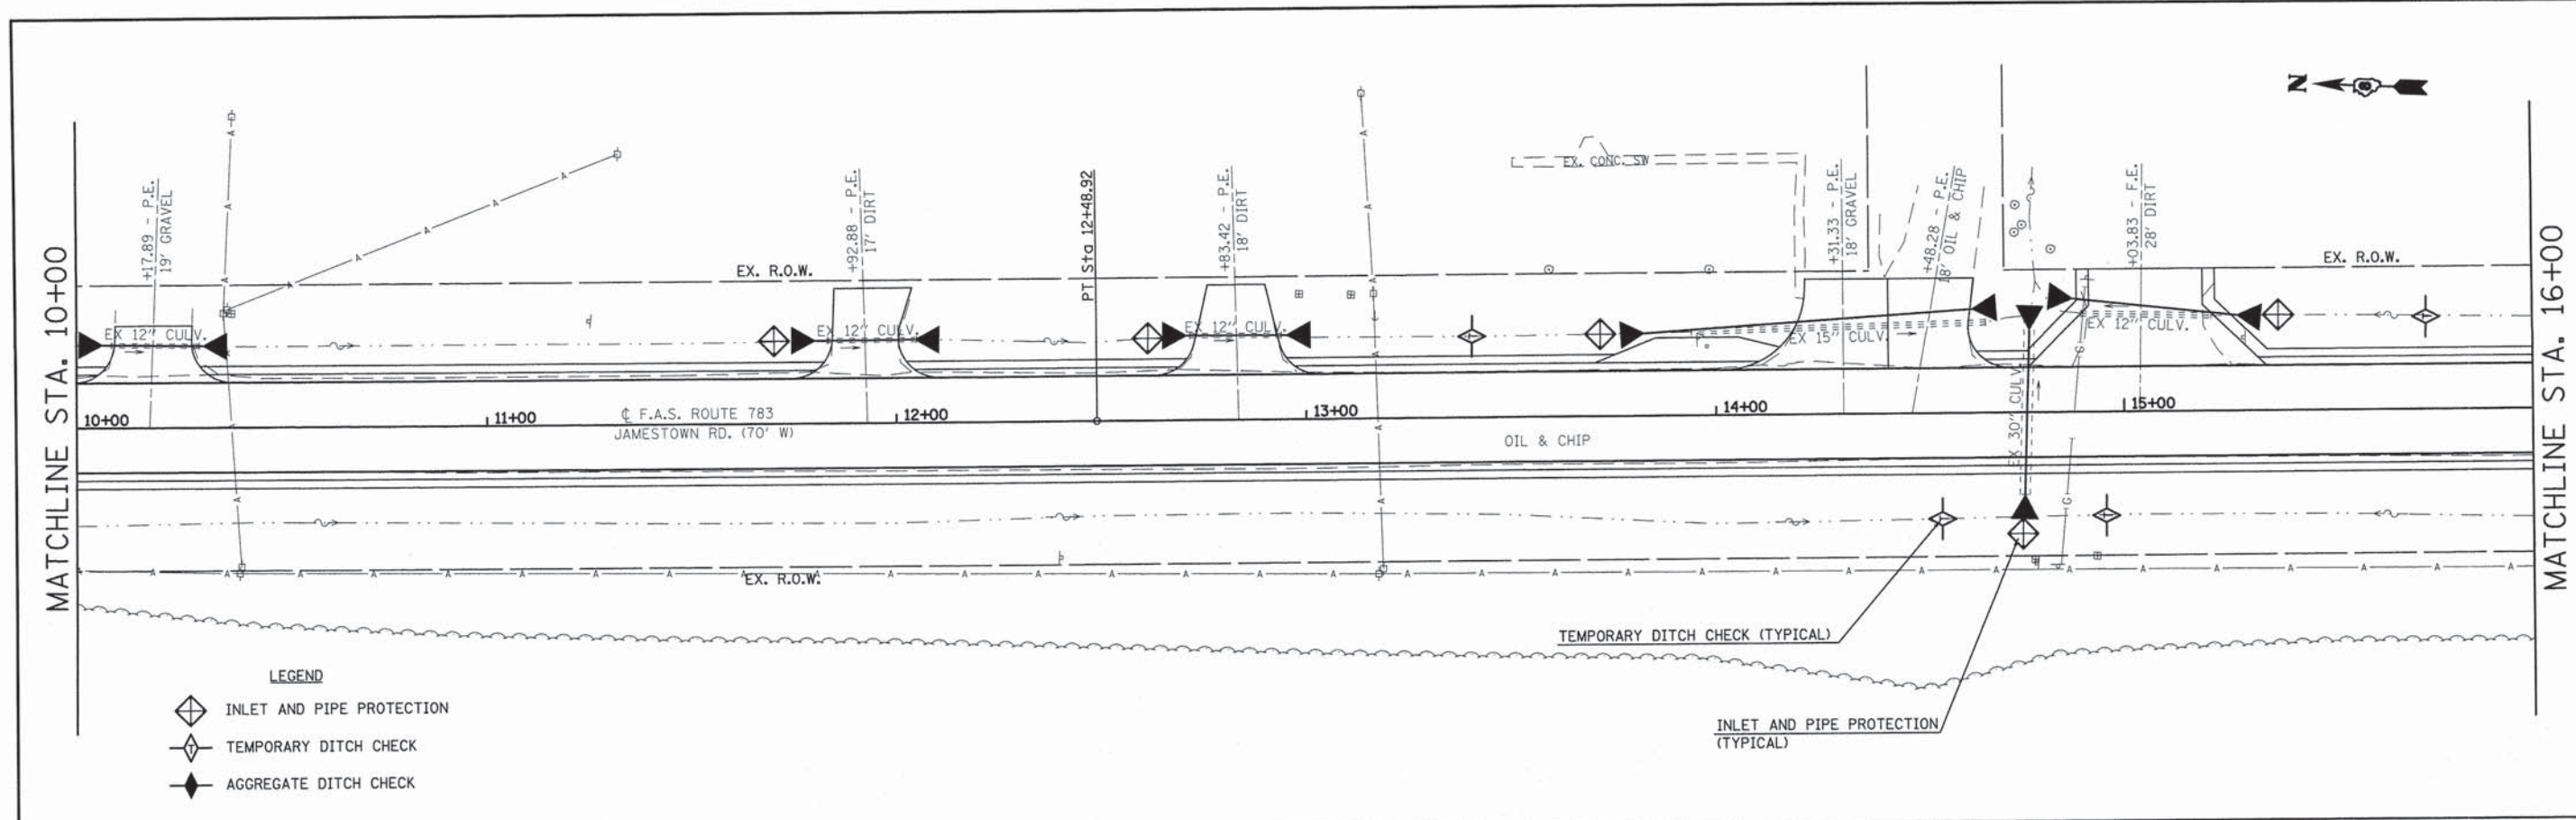 N
MATCHLINE STA. 10+00
+17.89 - P.E.
19' GRAVEL
+92.88 - P.E.
17' DIRT
PT Sta 12+48.92
+83.42 - P.E.
18' DIRT
EX. CONC. SW
+31.33 - P.E.
18' GRAVEL
+48.28 - P.E.
18' OIL & CHIP
+03.83 - F.E.
28' DIRT
EX. R.O.W.
EX. R.O.W.
EX 12" CULV.
EX 12" CULV.
EX 12" CULV.
EX 15" CULV.
EX 12" CULV.
EX 30" CULV.
10+00
11+00
12+00
13+00
14+00
15+00
℄ F.A.S. ROUTE 783
JAMESTOWN RD. (70' W)
OIL & CHIP
EX. R.O.W.
MATCHLINE STA. 16+00
TEMPORARY DITCH CHECK (TYPICAL)
INLET AND PIPE PROTECTION
(TYPICAL)
LEGEND
INLET AND PIPE PROTECTION
TEMPORARY DITCH CHECK
AGGREGATE DITCH CHECK